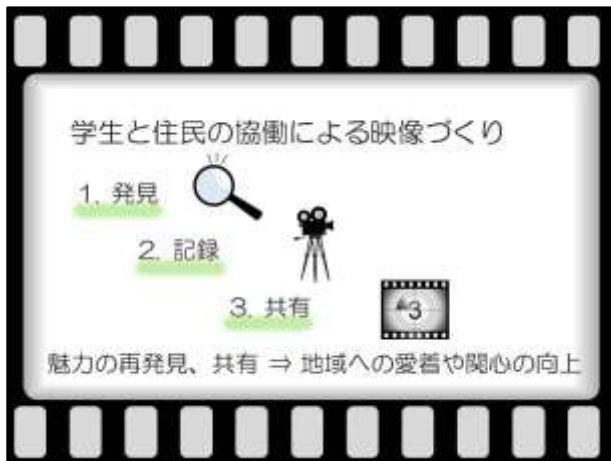 学生と住民の協働による映像づくり
1. 発見
2. 記録
3. 共有
3
魅力の再発見、共有 ⇒ 地域への愛着や関心の向上